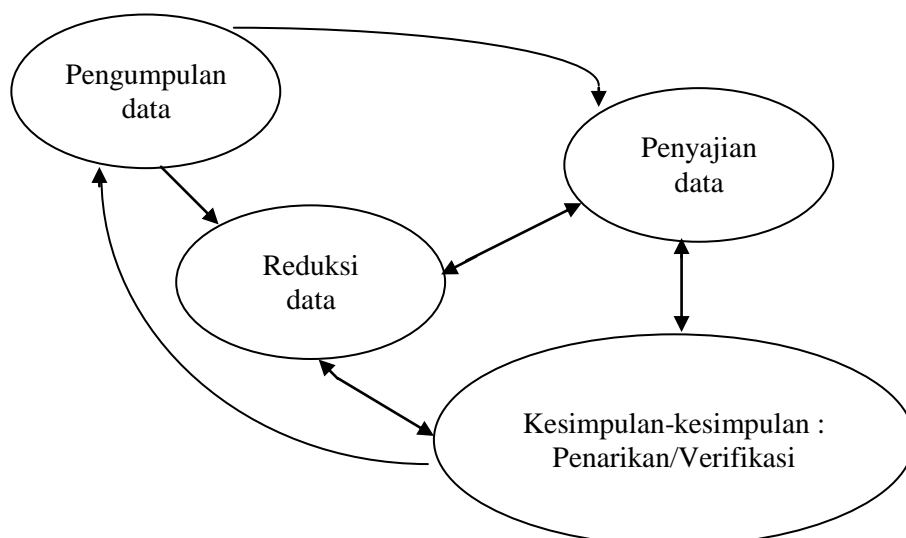 Pengumpulan
data
Penyajian
data
Reduksi
data
Kesimpulan-kesimpulan :
Penarikan/Verifikasi